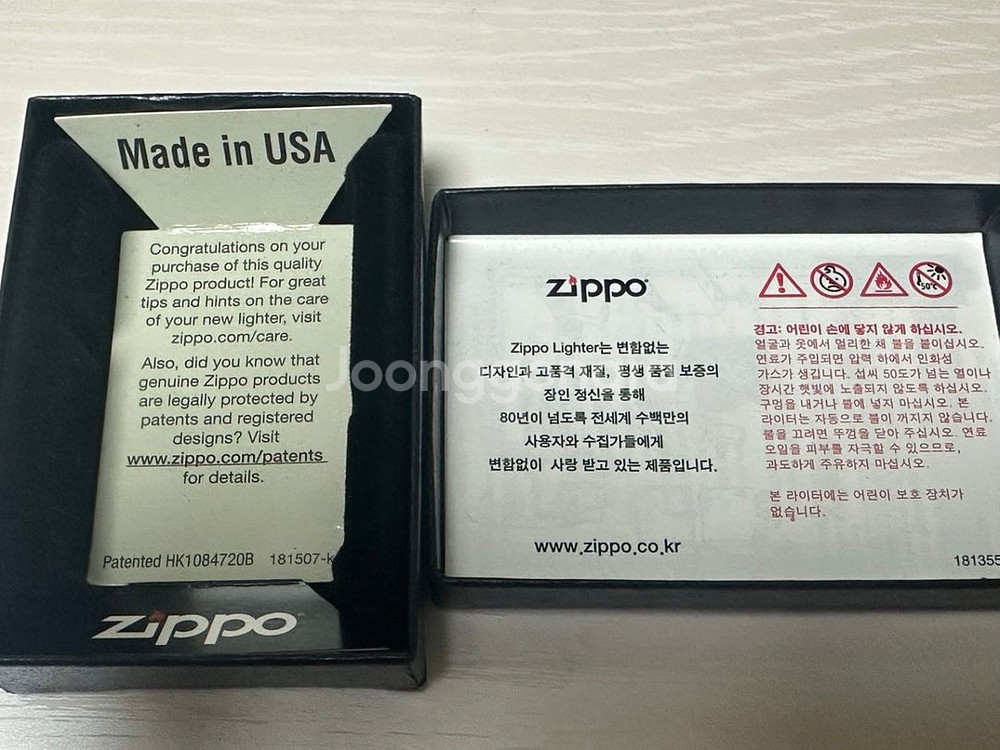 Made in USA
Congratulations on your
purchase of this quality
Zippo product! For great
tips and hints on the care
of your new lighter, visit
zippo.com/care.
Also, did you know that
genuine Zippo products
are legally protected by
patents and registered
designs? Visit
www.zippo.com/patents
for details.
Patented HK1084720B 181507-k
zippo
zippo
Zippo Lighter는 변함없는
디자인과 고품격 재질, 평생 품질 보증의
장인 정신을 통해
80년이 넘도록 전세계 수백만의
사용자와 수집가들에게
변함없이 사랑 받고 있는 제품입니다.
www.zippo.co.kr
50℃
경고: 어린이 손에 닿지 않게 하십시오.
얼굴과 옷에서 멀리한 채 불을 붙이십시오.
연료가 주입되면 압력 하에서 인화성
가스가 생깁니다. 섭씨 50도가 넘는 열이나
장시간 햇빛에 노출되지 않도록 하십시오.
구멍을 내거나 불에 넣지 마십시오. 본
라이터는 자동으로 불이 꺼지지 않습니다.
불을 끄려면 뚜껑을 닫아 주십시오. 연료
오일을 피부를 자극할 수 있으므로,
과도하게 주유하지 마십시오.
본 라이터에는 어린이 보호 장치가
없습니다.
181355